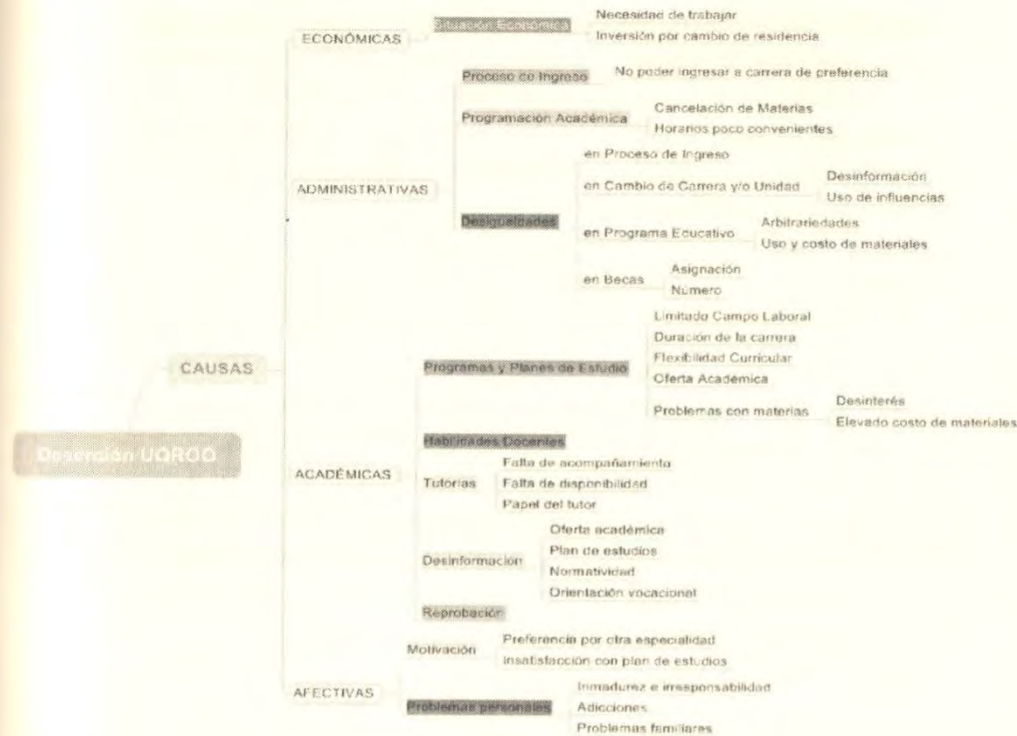 Deserción UQROO
CAUSAS
ECONÓMICAS
Situación Económica
Necesidad de trabajar
Inversión por cambio de residencia
ADMINISTRATIVAS
Proceso de Ingreso
No poder ingresar a carrera de preferencia
Programación Académica
Cancelación de Materias
Horarios poco convenientes
Desigualdades
en Proceso de Ingreso
en Cambio de Carrera y/o Unidad
Desinformación
Uso de influencias
en Programa Educativo
Arbitrariedades
Uso y costo de materiales
en Becas
Asignación
Número
ACADÉMICAS
Programas y Planes de Estudio
Limitado Campo Laboral
Duración de la carrera
Flexibilidad Curricular
Oferta Académica
Problemas con materias
Desinterés
Elevado costo de materiales
Habilidades Docentes
Tutorias
Falta de acompañamiento
Falta de disponibilidad
Papel del tutor
Desinformación
Oferta académica
Plan de estudios
Normatividad
Orientación vocacional
Reprobación
AFECTIVAS
Motivación
Preferencia por otra especialidad
Insatisfacción con plan de estudios
Problemas personales
Inmadurez e irresponsabilidad
Adicciones
Problemas familiares